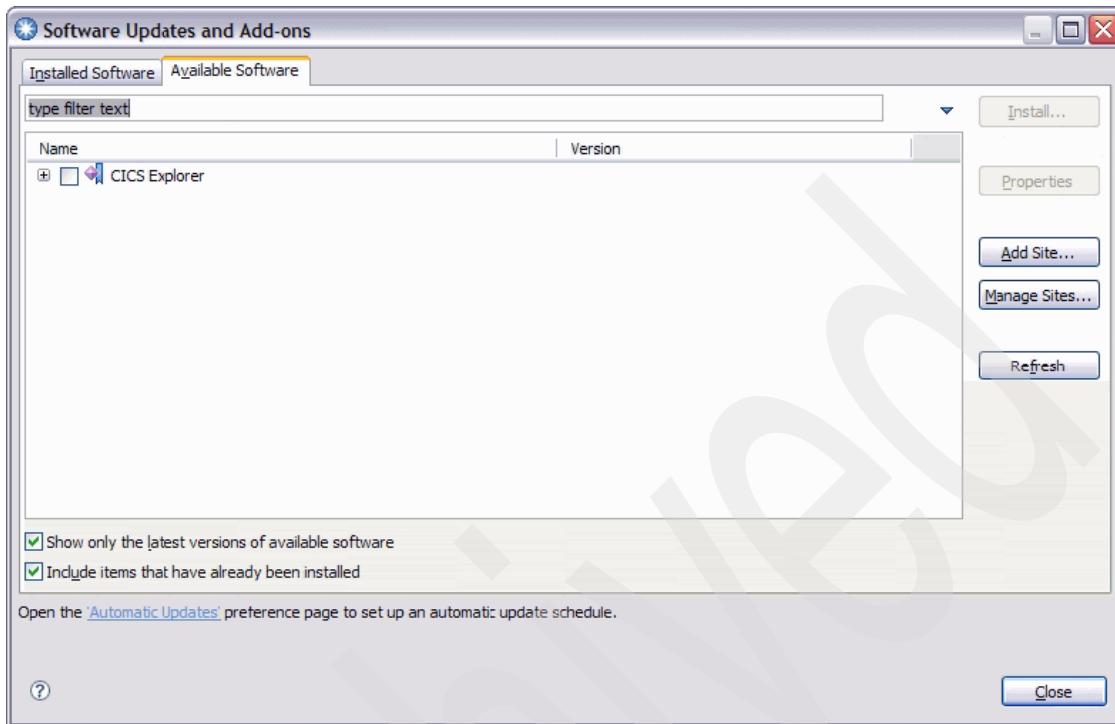 Software Updates and Add-ons
Installed Software Available Software
type filter text
Install...
Name Version
CICS Explorer
Properties
Add Site...
Manage Sites...
Refresh
Show only the latest versions of available software
Include items that have already been installed
Open the 'Automatic Updates' preference page to set up an automatic update schedule.
?
Close